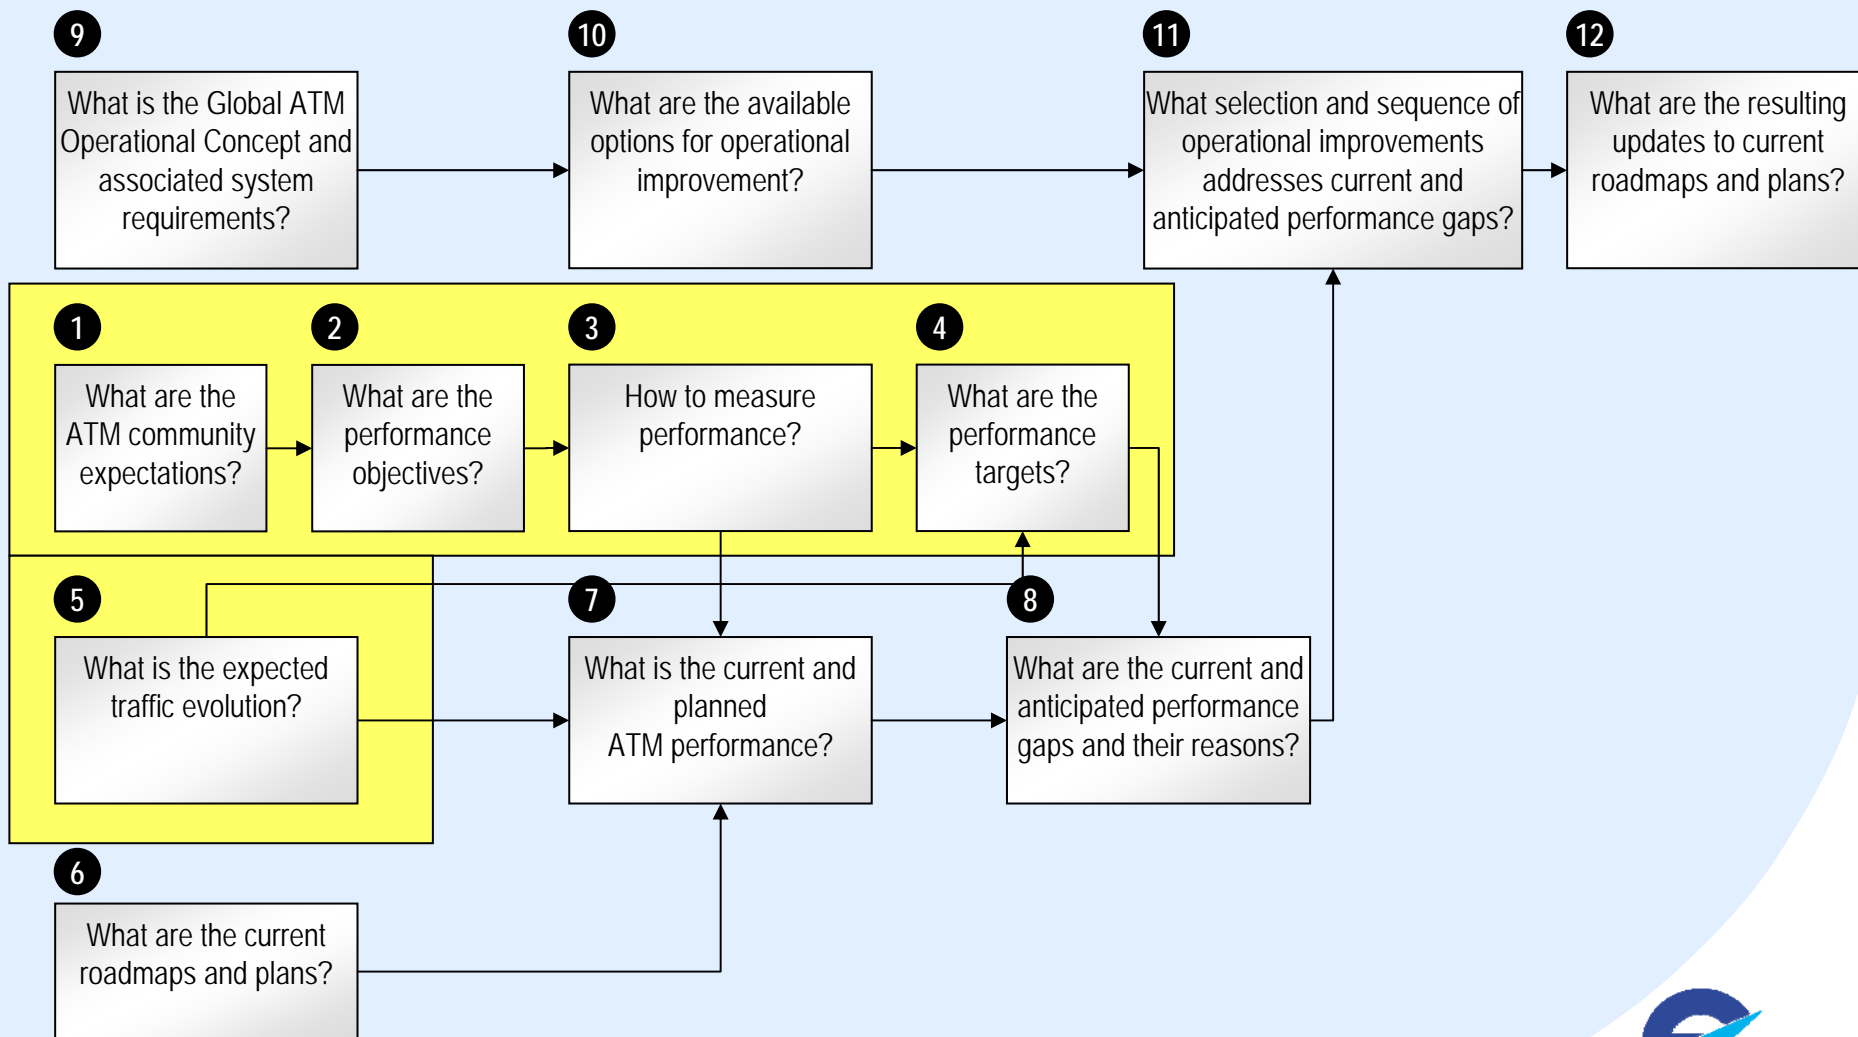 9
What is the Global ATM
Operational Concept and
associated system
requirements?
10
What are the available
options for operational
improvement?
11
What selection and sequence of
operational improvements
addresses current and
anticipated performance gaps?
12
What are the resulting
updates to current
roadmaps and plans?
1
What are the
ATM community
expectations?
2
What are the
performance
objectives?
3
How to measure
performance?
4
What are the
performance
targets?
5
What is the expected
traffic evolution?
7
What is the current and
planned
ATM performance?
8
What are the current and
anticipated performance
gaps and their reasons?
6
What are the current
roadmaps and plans?